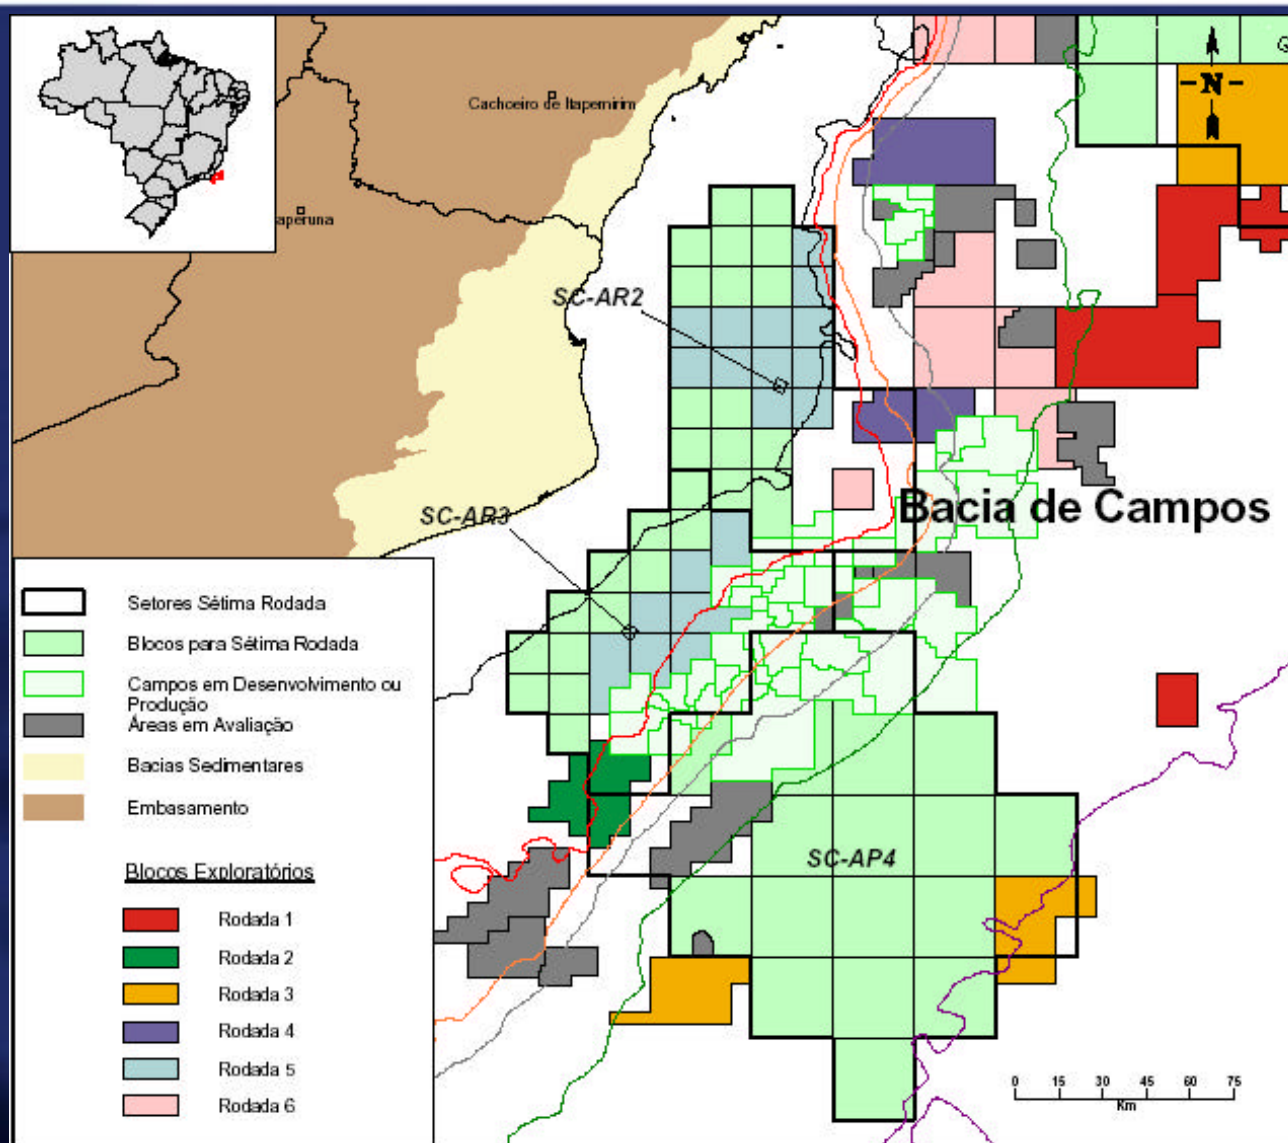 Cachoeiro de Itapemirim
N
aperuna
SC-AR2
SC-AR3
Bacia de Campos
Setores Sétima Rodada
Blocos para Sétima Rodada
Campos em Desenvolvimento ou
Produção
Áreas em Avaliação
Bacias Sedimentares
Embasamento
SC-AP4
Blocos Exploratórios
Rodada 1
Rodada 2
Rodada 3
Rodada 4
Rodada 5
Rodada 6
0 15 30 45 60 75
Km